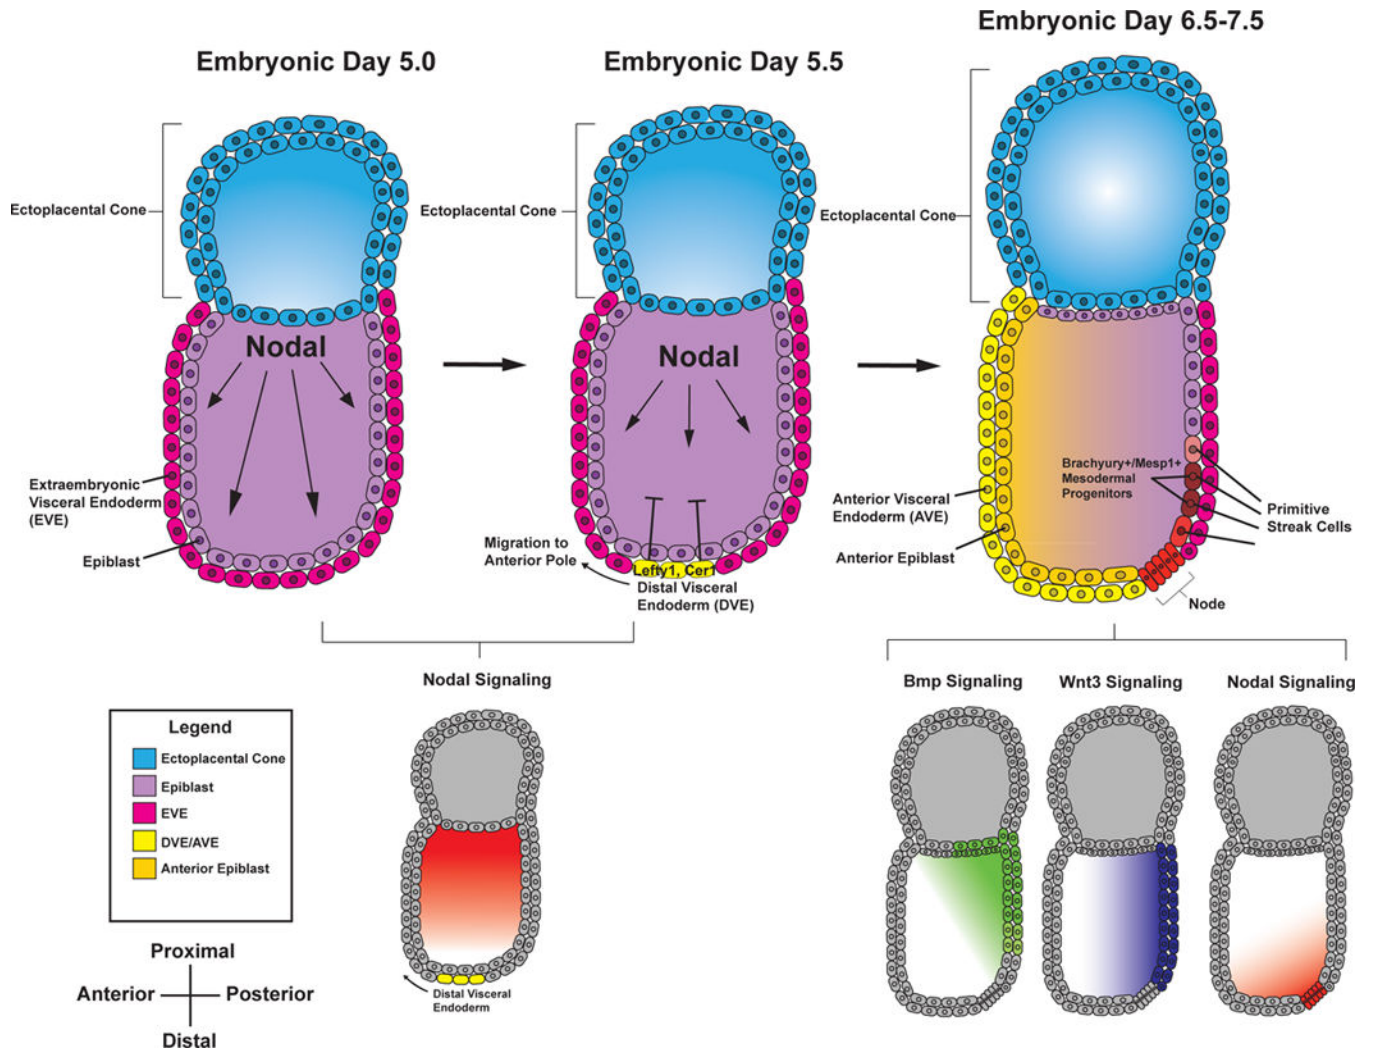 Embryonic Day 5.0
Embryonic Day 5.5
Embryonic Day 6.5-7.5
Ectoplacental Cone
Ectoplacental Cone
Ectoplacental Cone
Nodal
Nodal
Extraembryonic
Visceral Endoderm
(EVE)
Epiblast
Migration to
Anterior Pole
Lefty1, Cer1
Distal Visceral
Endoderm (DVE)
Anterior Visceral
Endoderm (AVE)
Anterior Epiblast
Brachyury+/Mesp1+
Mesodermal
Progenitors
Primitive
Streak Cells
Node
Nodal Signaling
Distal Visceral
Endoderm
Bmp Signaling
Wnt3 Signaling
Nodal Signaling
Legend
Ectoplacental Cone
Epiblast
EVE
DVE/AVE
Anterior Epiblast
Proximal
Anterior
Posterior
Distal